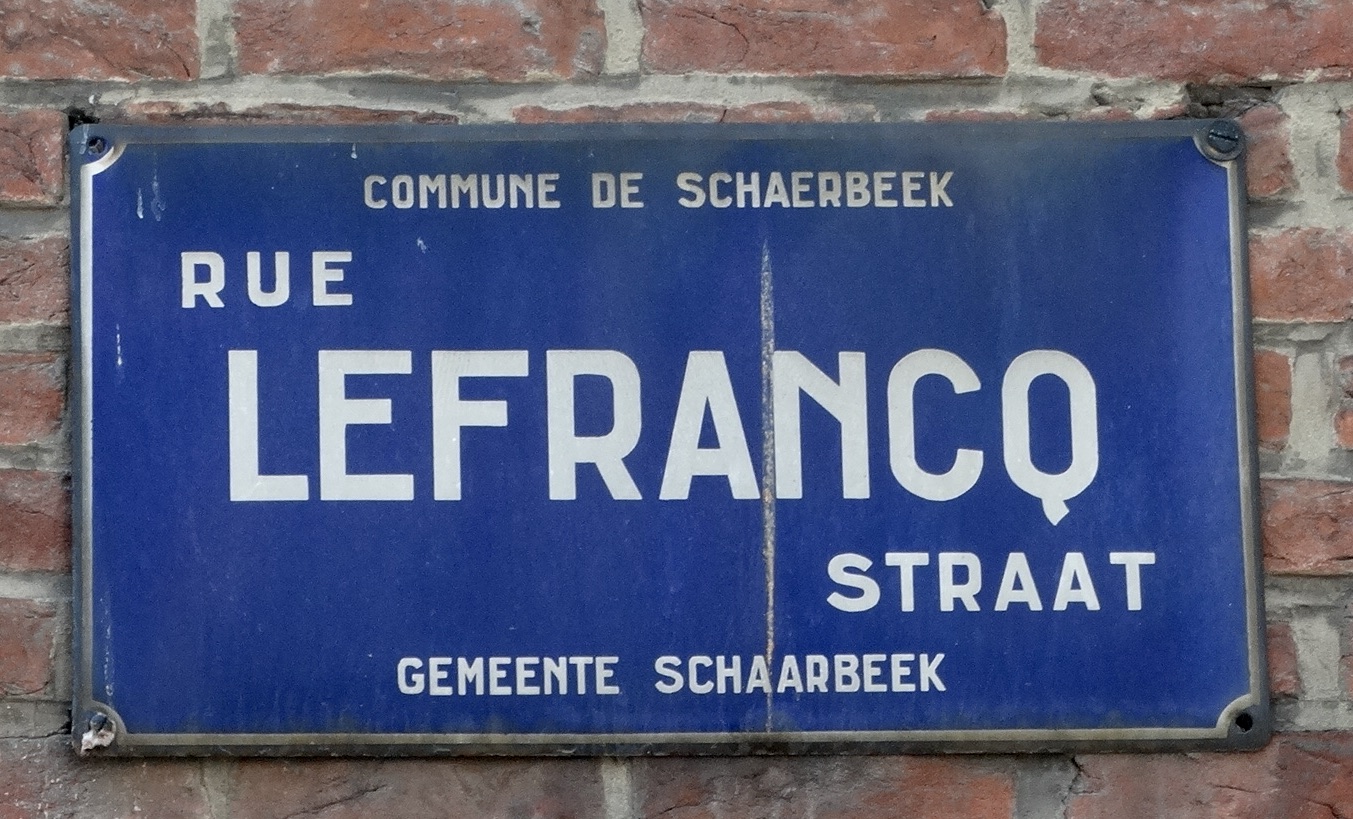 COMMUNE DE SCHAERBEEK
RUE
LEFRANCQ
STRAAT
GEMEENTE SCHAARBEEK